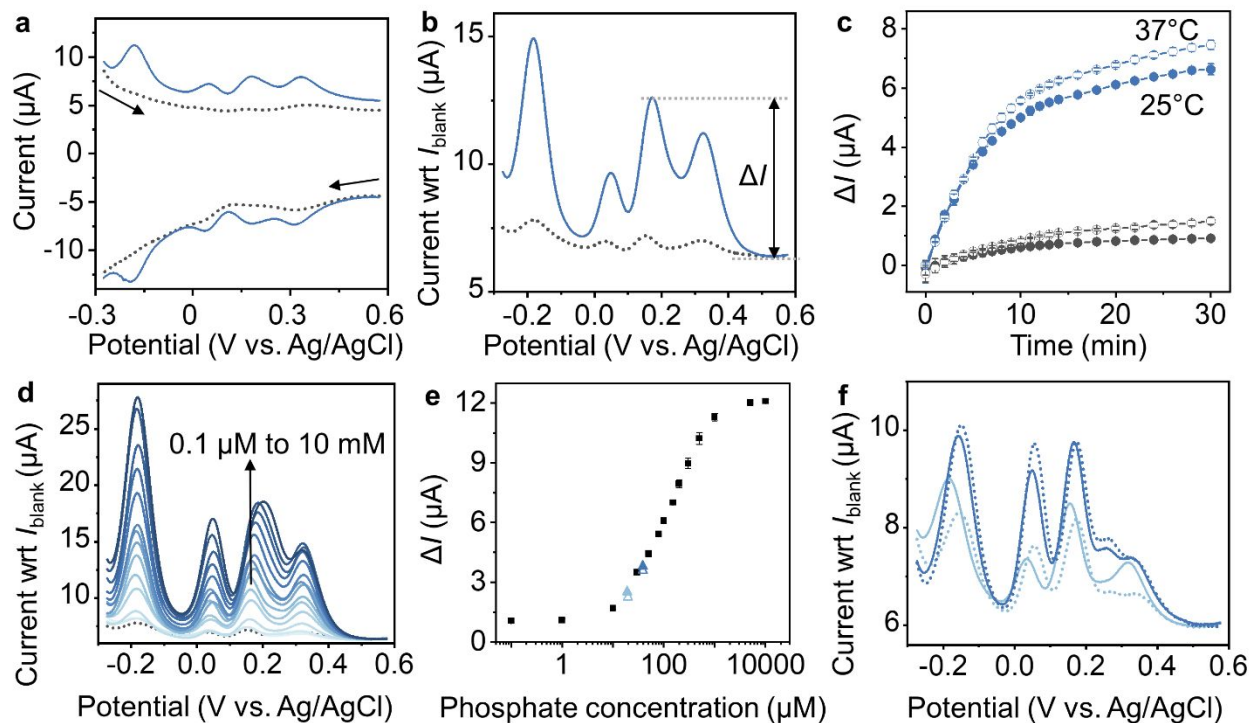 a
10
5
0
-5
-10
Current (µA)
-0.3 0 0.3 0.6
Potential (V vs. Ag/AgCl)
b
15
10
5
Current wrt Iblank (µA)
ΔI
-0.2 0.0 0.2 0.4 0.6
Potential (V vs. Ag/AgCl)
c
8
6
4
2
0
ΔI (µA)
37°C
25°C
0 10 20 30
Time (min)
d
25
20
15
10
Current wrt Iblank (µA)
0.1 µM to 10 mM
-0.2 0.0 0.2 0.4 0.6
Potential (V vs. Ag/AgCl)
e
12
9
6
3
0
ΔI (µA)
1 100 10000
Phosphate concentration (µM)
f
10
8
6
Current wrt Iblank (µA)
-0.2 0.0 0.2 0.4 0.6
Potential (V vs. Ag/AgCl)